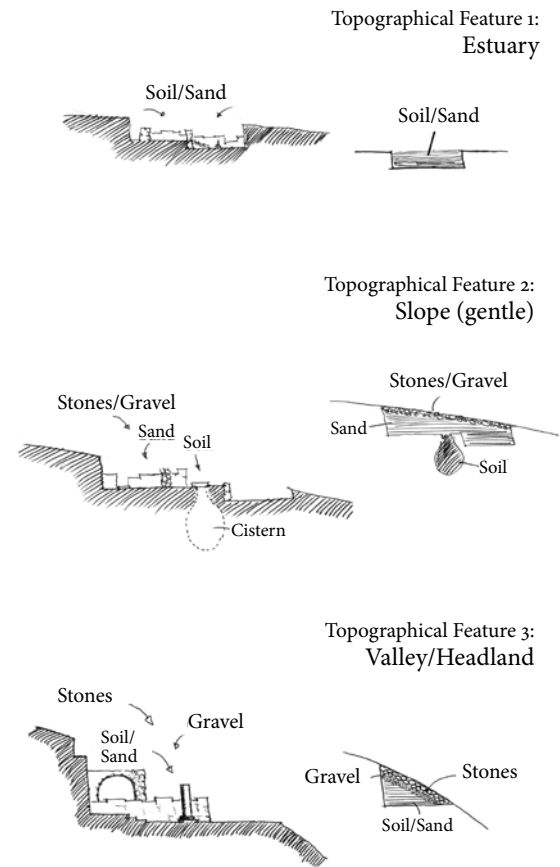 Topographical Feature 1:
Estuary
Soil/Sand
Soil/Sand
Topographical Feature 2:
Slope (gentle)
Stones/Gravel
Stones/Gravel
Sand
Sand
Soil
Soil
Cistern
Topographical Feature 3:
Valley/Headland
Stones
Gravel
Soil/
Sand
Gravel
Stones
Soil/Sand